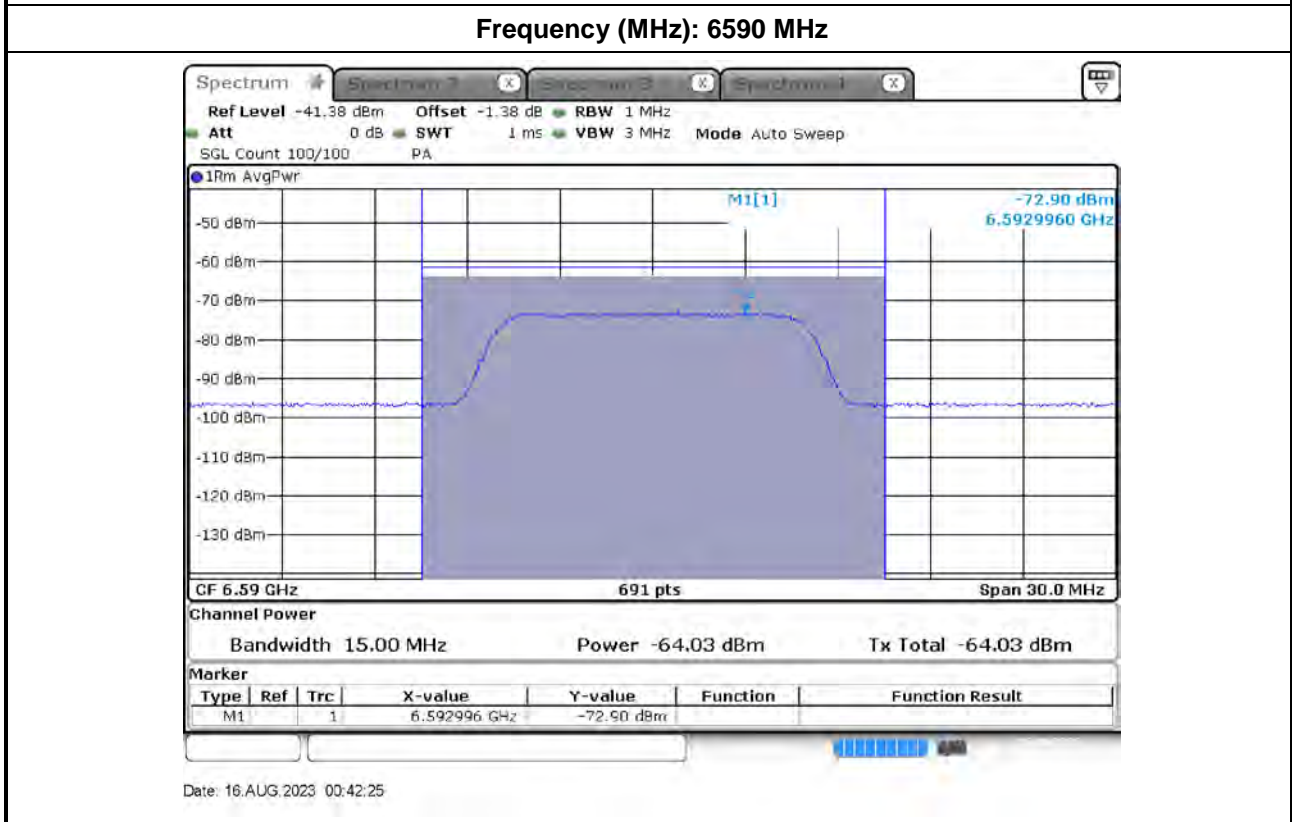 Frequency (MHz): 6590 MHz
Spectrum
Ref Level -41.38 dBm Offset -1.38 dB RBW 1 MHz
Att 0 dB SWT 1 ms VBW 3 MHz Mode Auto Sweep
SGL Count 100/100 PA
1Rm AvgPwr
M1[1] -72.90 dBm
6.5929960 GHz
-50 dBm
-60 dBm
-70 dBm
-80 dBm
-90 dBm
-100 dBm
-110 dBm
-120 dBm
-130 dBm
CF 6.59 GHz 691 pts Span 30.0 MHz
Channel Power
Bandwidth 15.00 MHz Power -64.03 dBm Tx Total -64.03 dBm
Marker
Type Ref Trc X-value Y-value Function Function Result
M1 1 6.592996 GHz -72.90 dBm
Date: 16.AUG.2023 00:42:25